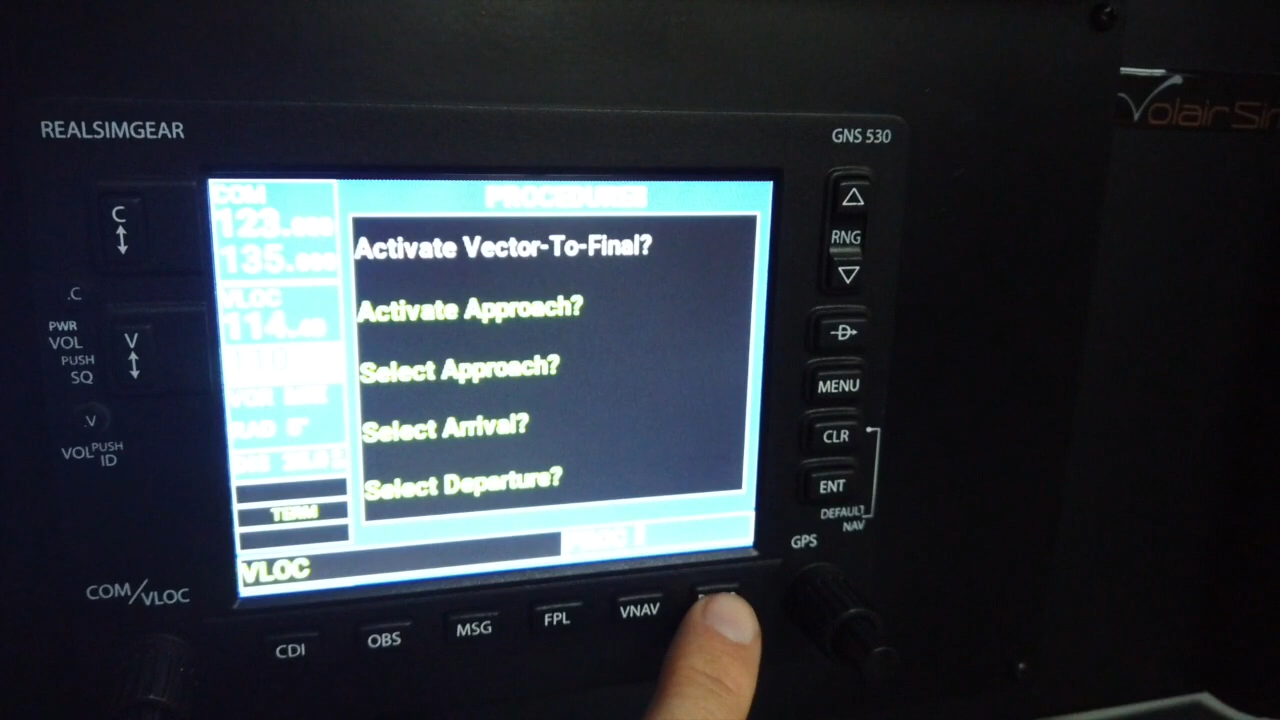 REALSIMGEAR
GNS 530
VolairSi
COM
123.000
135.000
VLOC
114.
PROCEDURES
Activate Vector-To-Final?
Activate Approach?
Select Approach?
Select Arrival?
Select Departure?
TERM
VLOC
C
.C
PWR
VOL
PUSH
SQ
V
.V
VOL PUSH
ID
COM/VLOC
CDI
OBS
MSG
FPL
VNAV
RNG
D
MENU
CLR
ENT
DEFAULT
NAV
GPS